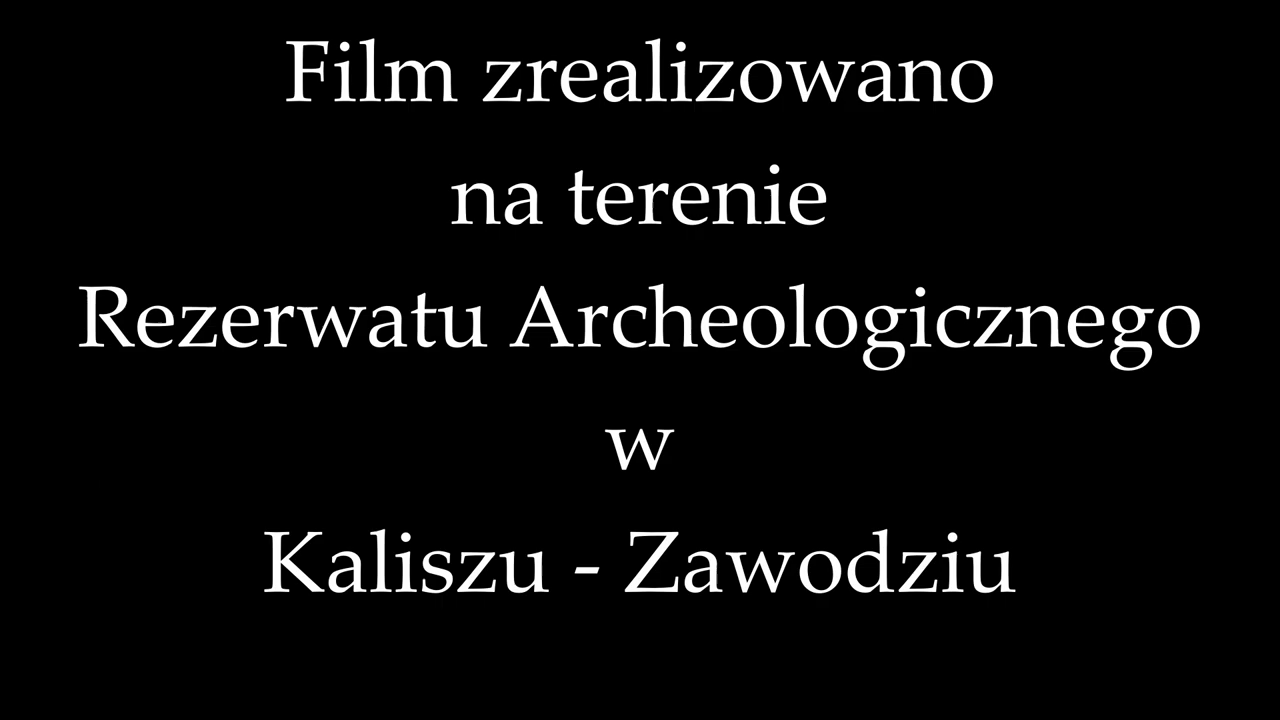 Film zrealizowano
na terenie
Rezerwatu Archeologicznego
w
Kaliszu - Zawodziu